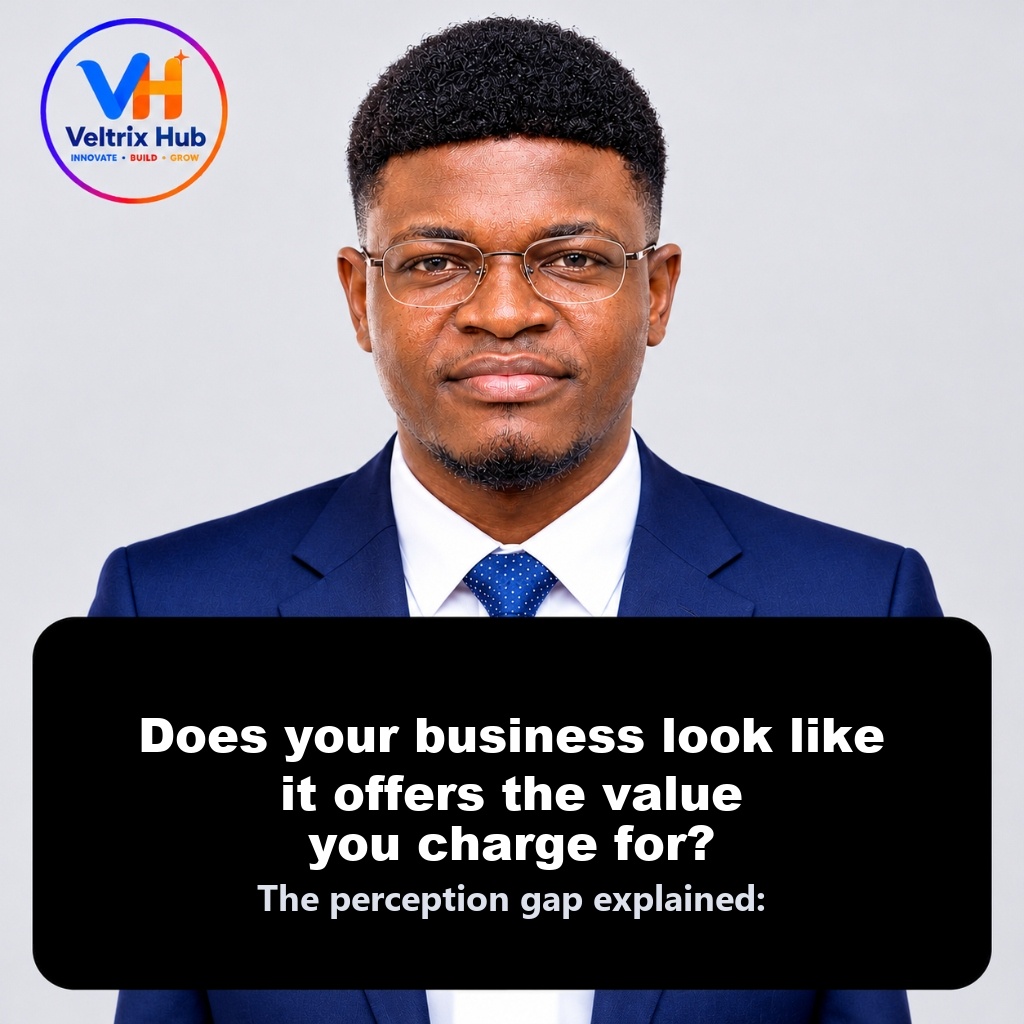 VH
Veltrix Hub
INNOVATE • BUILD • GROW
Does your business look like
it offers the value
you charge for?
The perception gap explained: